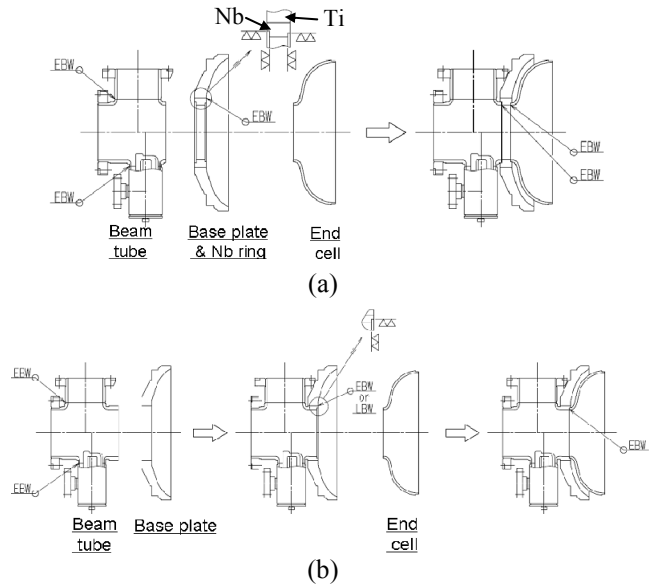 Nb Ti
EBW
EBW
EBW
EBW
EBW
Beam
tube
Base plate
& Nb ring
End
cell
(a)
EBW
EBW
EBW
or
LBW
EBW
Beam
tube
Base plate
End
cell
(b)